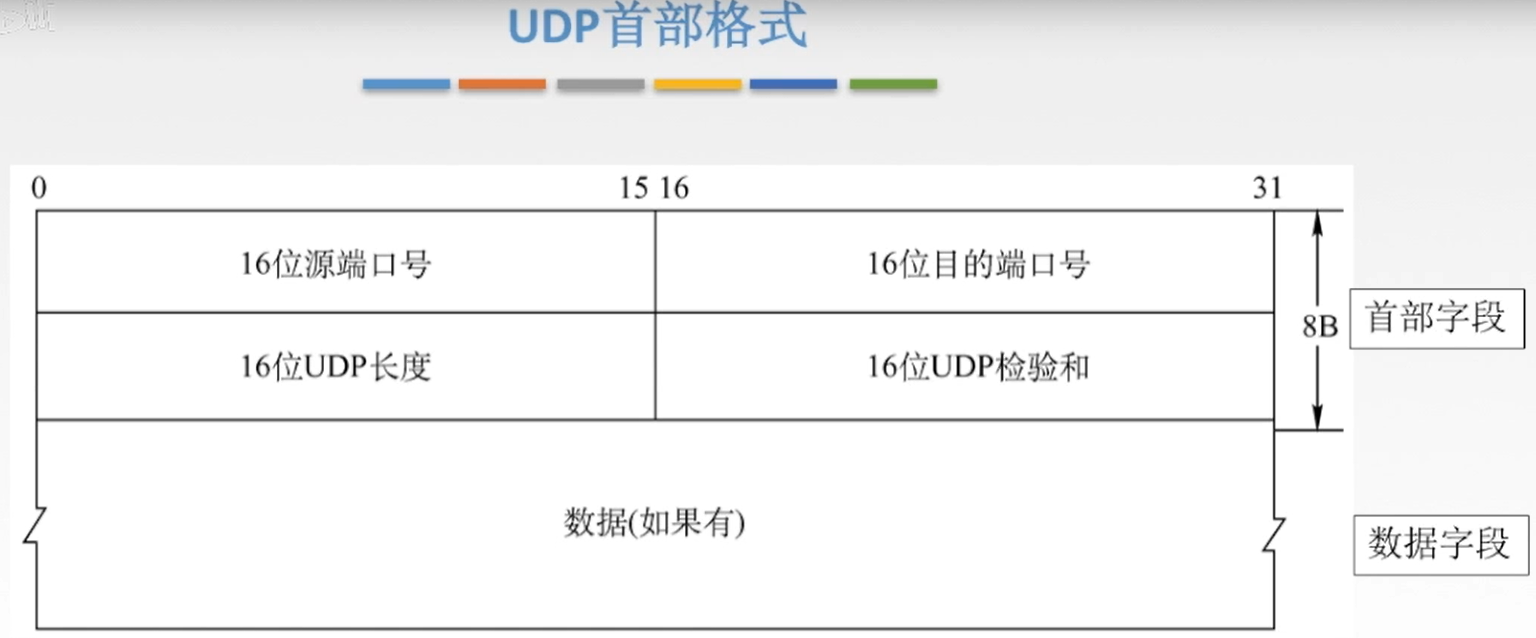 UDP首部格式
0 15 16 31
16位源端口号 16位目的端口号
8B 首部字段
16位UDP长度 16位UDP检验和
数据(如果有)
数据字段